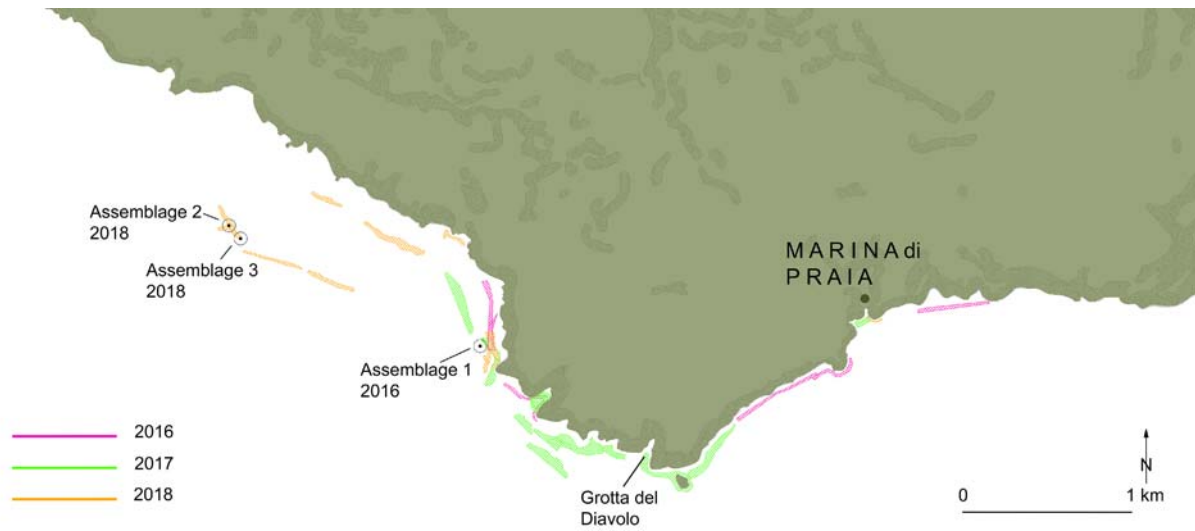 Assemblage 2
2018
Assemblage 3
2018
MARINA di
PRAIA
Assemblage 1
2016
2016
2017
2018
Grotta del
Diavolo
N
0 1 km